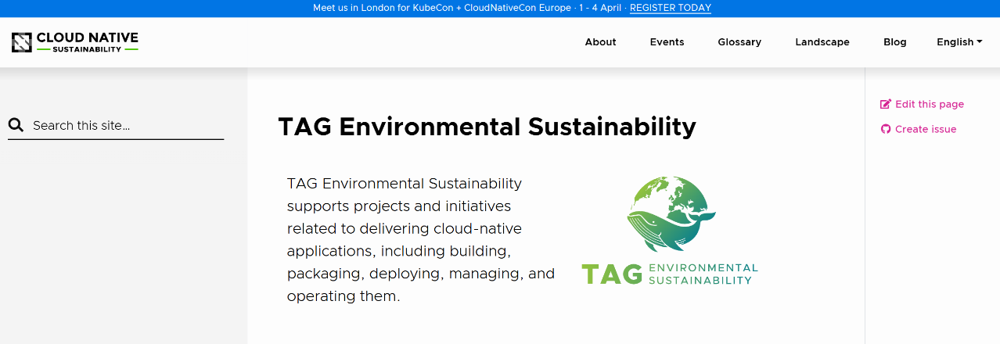 Meet us in London for KubeCon + CloudNativeCon Europe · 1 - 4 April · REGISTER TODAY
CLOUD NATIVE
SUSTAINABILITY
About
Events
Glossary
Landscape
Blog
English
Search this site…
TAG Environmental Sustainability
TAG Environmental Sustainability
supports projects and initiatives
related to delivering cloud-native
applications, including building,
packaging, deploying, managing, and
operating them.
TAG ENVIRONMENTAL
SUSTAINABILITY
Edit this page
Create issue